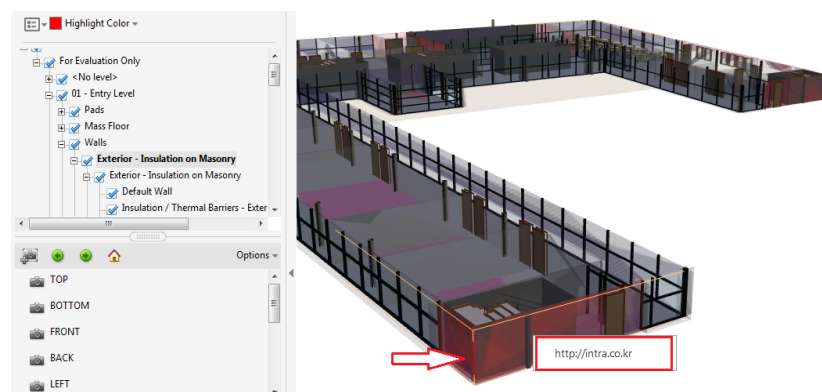 Highlight Color
For Evaluation Only
<No level>
01 - Entry Level
Pads
Mass Floor
Walls
Exterior - Insulation on Masonry
Exterior - Insulation on Masonry
Default Wall
Insulation / Thermal Barriers - Exter
Options
TOP
BOTTOM
FRONT
BACK
LEFT
http://intra.co.kr